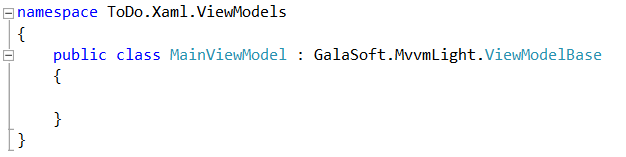 namespace ToDo.Xaml.ViewModels
{
    public class MainViewModel : GalaSoft.MvvmLight.ViewModelBase
    {

    }
}